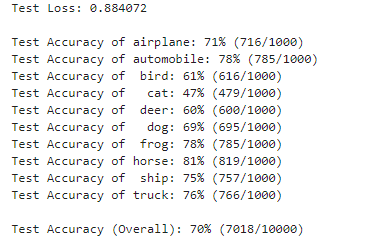 Test Loss: 0.884072

Test Accuracy of airplane: 71% (716/1000)
Test Accuracy of automobile: 78% (785/1000)
Test Accuracy of  bird: 61% (616/1000)
Test Accuracy of   cat: 47% (479/1000)
Test Accuracy of  deer: 60% (600/1000)
Test Accuracy of   dog: 69% (695/1000)
Test Accuracy of  frog: 78% (785/1000)
Test Accuracy of horse: 81% (819/1000)
Test Accuracy of  ship: 75% (757/1000)
Test Accuracy of truck: 76% (766/1000)

Test Accuracy (Overall): 70% (7018/10000)